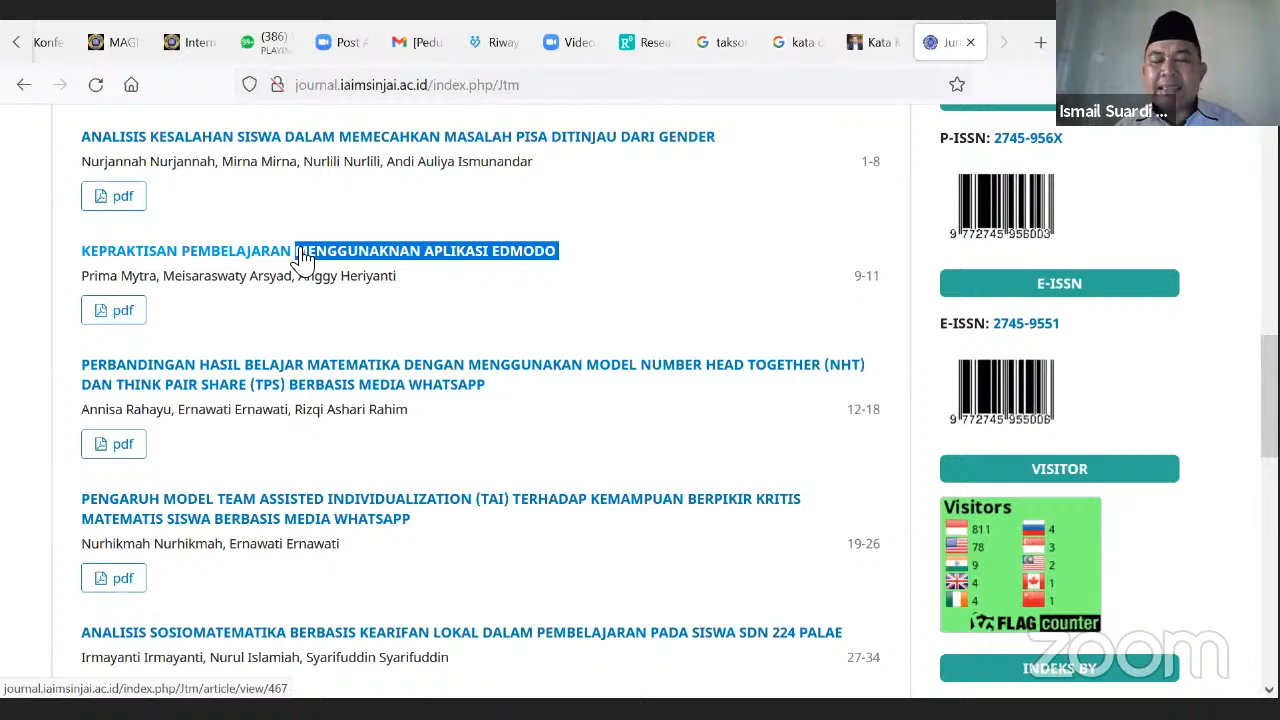 Konfe
MAG
Intern
(386)
PLAYIN
Post A
[Pedu
Riway
Video
Resea
takso
kata
Kata
Jurn
journal.iaimsinjai.ac.id/index.php/Jtm
Ismail Suardi ...
ANALISIS KESALAHAN SISWA DALAM MEMECAHKAN MASALAH PISA DITINJAU DARI GENDER
Nurjannah Nurjannah, Mirna Mirna, Nurlili Nurlili, Andi Auliya Ismunandar
1-8
pdf
KEPRAKTISAN PEMBELAJARAN MENGGUNAKNAN APLIKASI EDMODO
Prima Mytra, Meisaraswaty Arsyad, Anggy Heriyanti
9-11
pdf
PERBANDINGAN HASIL BELAJAR MATEMATIKA DENGAN MENGGUNAKAN MODEL NUMBER HEAD TOGETHER (NHT)
DAN THINK PAIR SHARE (TPS) BERBASIS MEDIA WHATSAPP
Annisa Rahayu, Ernawati Ernawati, Rizqi Ashari Rahim
12-18
pdf
PENGARUH MODEL TEAM ASSISTED INDIVIDUALIZATION (TAI) TERHADAP KEMAMPUAN BERPIKIR KRITIS
MATEMATIS SISWA BERBASIS MEDIA WHATSAPP
Nurhikmah Nurhikmah, Ernawati Ernawati
19-26
pdf
ANALISIS SOSIOMATEMATIKA BERBASIS KEARIFAN LOKAL DALAM PEMBELAJARAN PADA SISWA SDN 224 PALAE
Irmayanti Irmayanti, Nurul Islamiah, Syarifuddin Syarifuddin
27-34
journal.iaimsinjai.ac.id/index.php/Jtm/article/view/467
P-ISSN: 2745-956X
9 772745 956003
E-ISSN
E-ISSN: 2745-9551
9 772745 955006
VISITOR
Visitors
811 4
78 3
9 2
4 1
4 1
FLAG counter
INDEKS BY
zoom